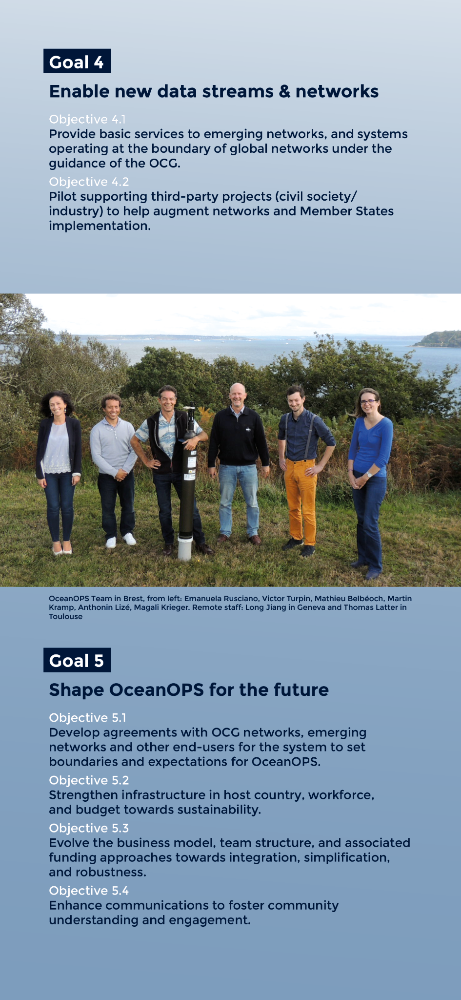 Goal 4
Enable new data streams & networks
Objective 4.1
Provide basic services to emerging networks, and systems
operating at the boundary of global networks under the
guidance of the OCG.
Objective 4.2
Pilot supporting third-party projects (civil society/
industry) to help augment networks and Member States
implementation.
OceanOPS Team in Brest, from left: Emanuela Rusciano, Victor Turpin, Mathieu Belbéoch, Martin
Kramp, Anthonin Lizé, Magali Krieger. Remote staff: Long Jiang in Geneva and Thomas Latter in
Toulouse
Goal 5
Shape OceanOPS for the future
Objective 5.1
Develop agreements with OCG networks, emerging
networks and other end-users for the system to set
boundaries and expectations for OceanOPS.
Objective 5.2
Strengthen infrastructure in host country, workforce,
and budget towards sustainability.
Objective 5.3
Evolve the business model, team structure, and associated
funding approaches towards integration, simplification,
and robustness.
Objective 5.4
Enhance communications to foster community
understanding and engagement.